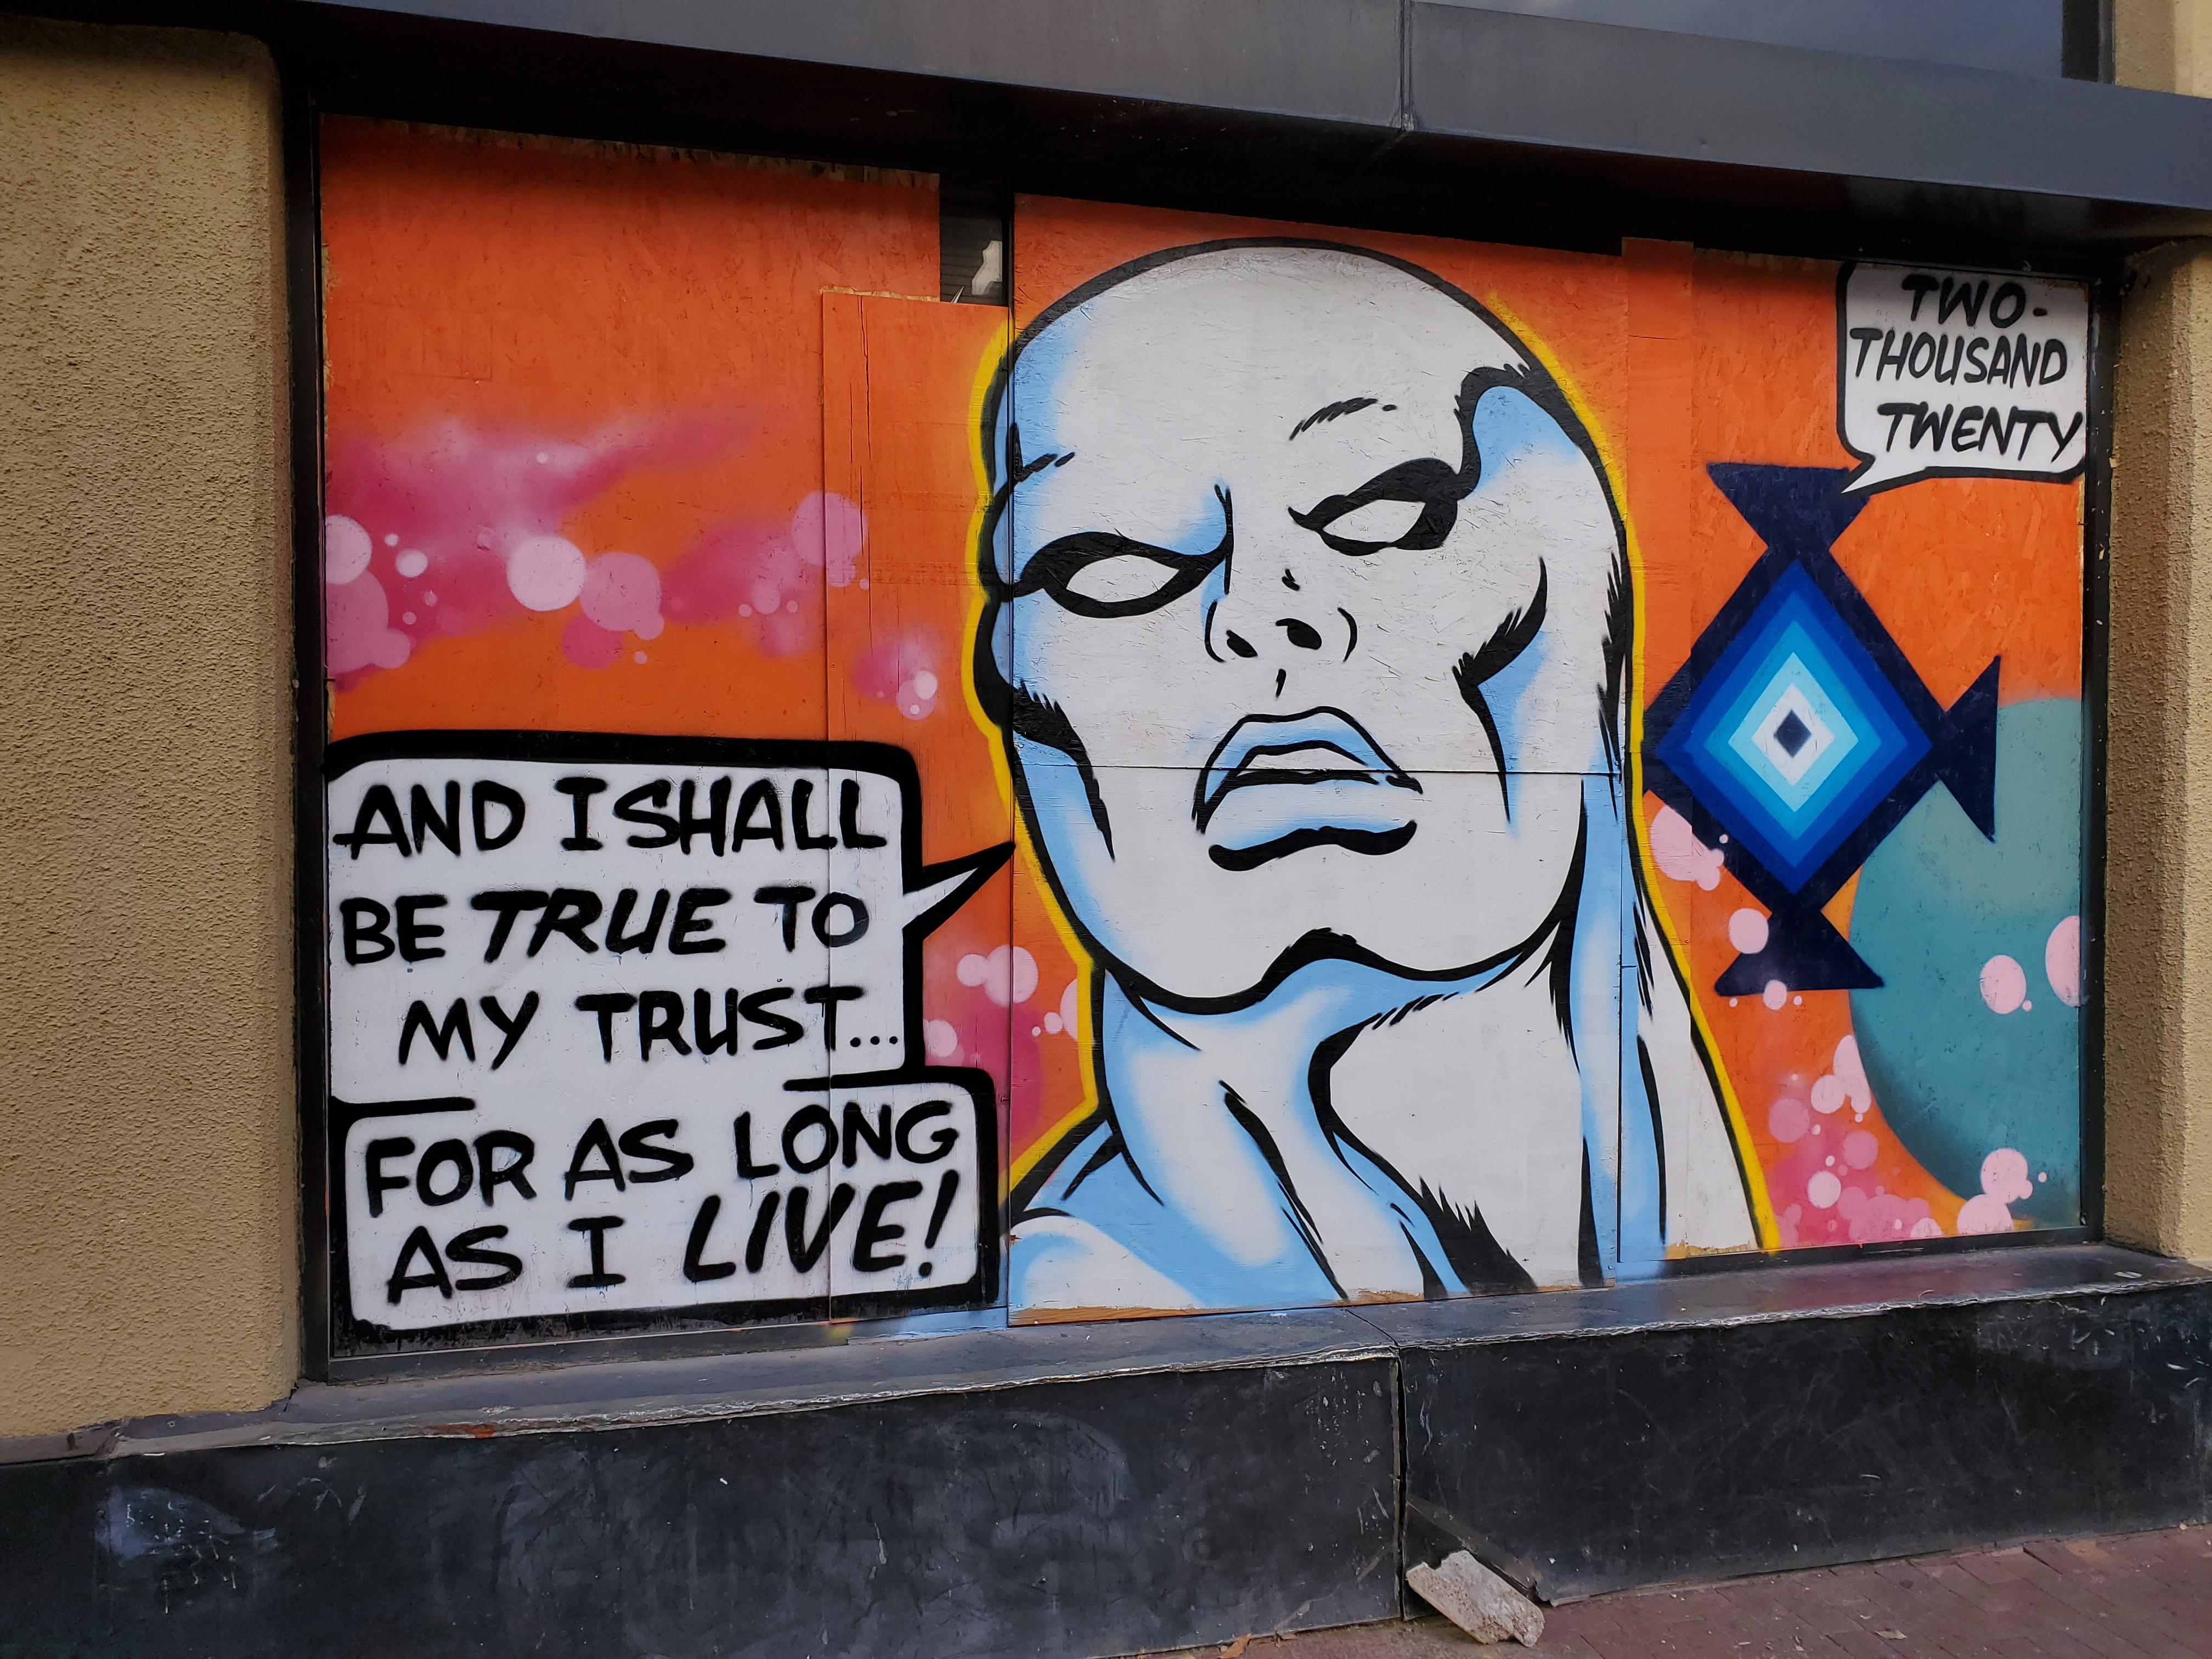 AND I SHALL
BE TRUE TO
MY TRUST...
FOR AS LONG
AS I LIVE!
TWO-
THOUSAND
TWENTY